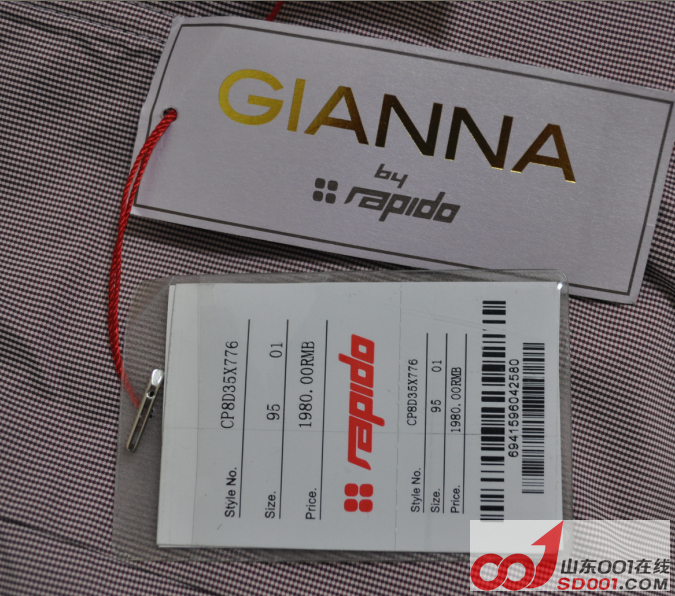 GIANNA
by
rapido
Style No. CP8D35X776
Size. 95 01
Price. 1980.00RMB
rapido
Style No. CP8D35X776
Size. 95 01
Price. 1980.00RMB
6941596042580
山东001在线
SD001.COM